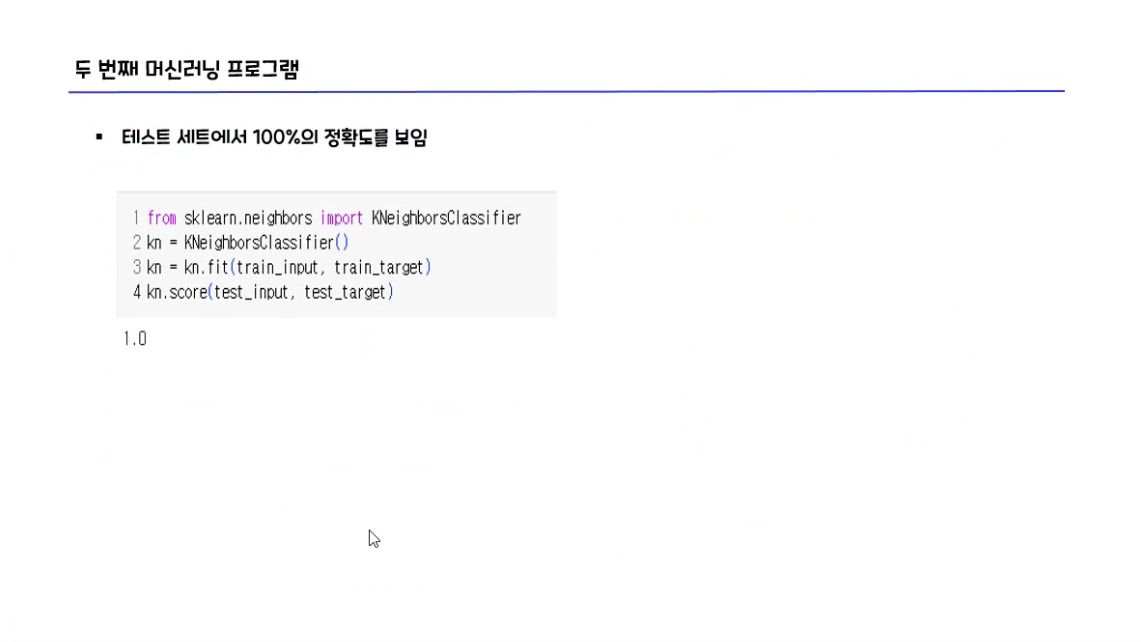 두 번째 머신러닝 프로그램
▪ 테스트 세트에서 100%의 정확도를 보임
1 from sklearn.neighbors import KNeighborsClassifier
2 kn = KNeighborsClassifier()
3 kn = kn.fit(train_input, train_target)
4 kn.score(test_input, test_target)
1.0